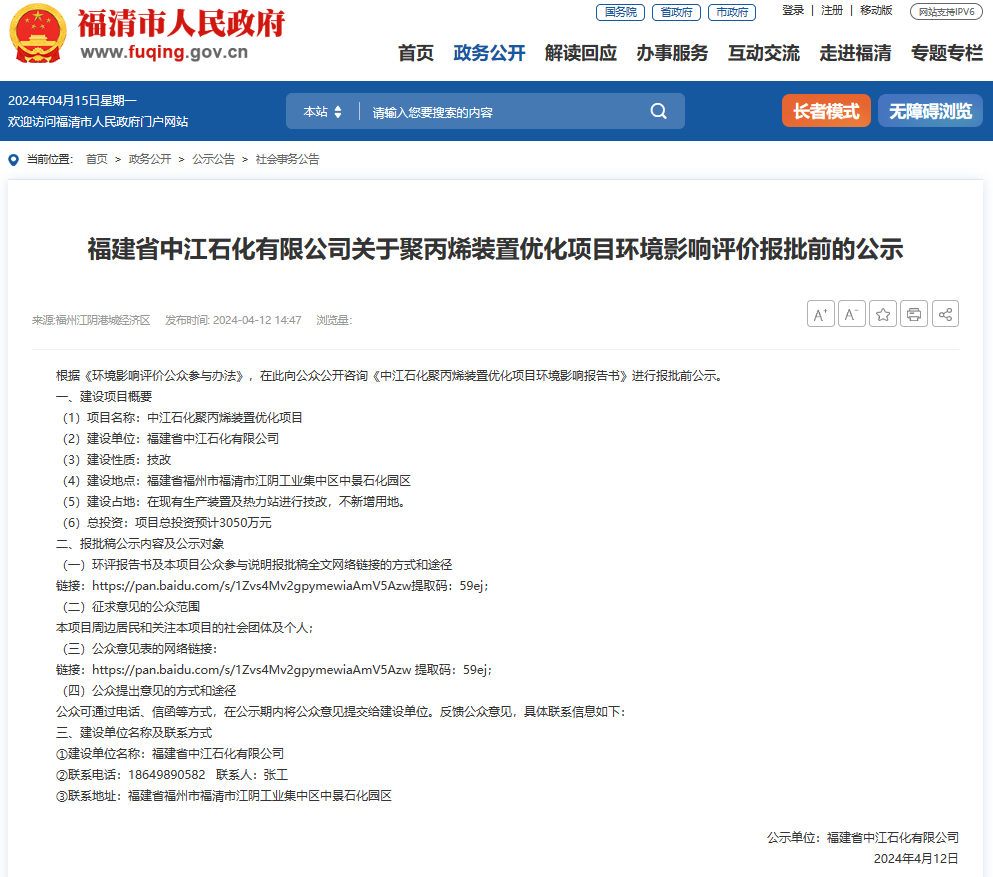 福清市人民政府
www.fuqing.gov.cn
国务院 省政府 市政府 登录 | 注册 | 移动版 网站支持IPV6
首页 政务公开 解读回应 办事服务 互动交流 走进福清 专题专栏
2024年04月15日星期一
欢迎访问福清市人民政府门户网站
本站 请输入您要搜索的内容
长者模式 无障碍浏览
当前位置： 首页 > 政务公开 > 公示公告 > 社会事务公告
福建省中江石化有限公司关于聚丙烯装置优化项目环境影响评价报批前的公示
来源:福州江阴港城经济区 发布时间: 2024-04-12 14:47 浏览量：
A+ A-
根据《环境影响评价公众参与办法》，在此向公众公开咨询《中江石化聚丙烯装置优化项目环境影响报告书》进行报批前公示。
一、建设项目概要
（1）项目名称：中江石化聚丙烯装置优化项目
（2）建设单位：福建省中江石化有限公司
（3）建设性质：技改
（4）建设地点：福建省福州市福清市江阴工业集中区中景石化园区
（5）建设占地：在现有生产装置及热力站进行技改，不新增用地。
（6）总投资：项目总投资预计3050万元
二、报批稿公示内容及公示对象
（一）环评报告书及本项目公众参与说明报批稿全文网络链接的方式和途径
链接：https://pan.baidu.com/s/1Zvs4Mv2gpymewiaAmV5Azw提取码：59ej;
（二）征求意见的公众范围
本项目周边居民和关注本项目的社会团体及个人；
（三）公众意见表的网络链接：
链接：https://pan.baidu.com/s/1Zvs4Mv2gpymewiaAmV5Azw 提取码：59ej;
（四）公众提出意见的方式和途径
公众可通过电话、信函等方式，在公示期内将公众意见提交给建设单位。反馈公众意见，具体联系信息如下：
三、建设单位名称及联系方式
①建设单位名称：福建省中江石化有限公司
②联系电话：18649890582 联系人：张工
③联系地址：福建省福州市福清市江阴工业集中区中景石化园区
公示单位：福建省中江石化有限公司
2024年4月12日